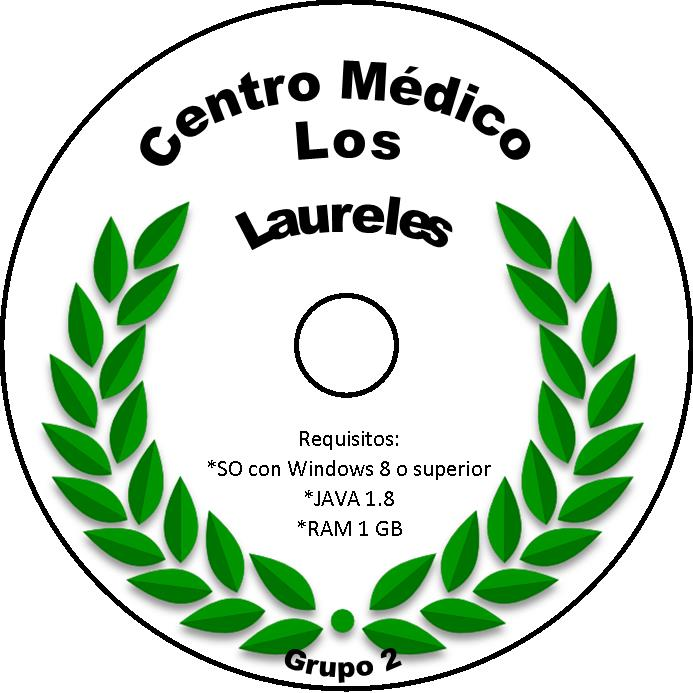 Centro Médico
Los
Laureles
Requisitos:
*SO con Windows 8 o superior
*JAVA 1.8
*RAM 1 GB
Grupo 2